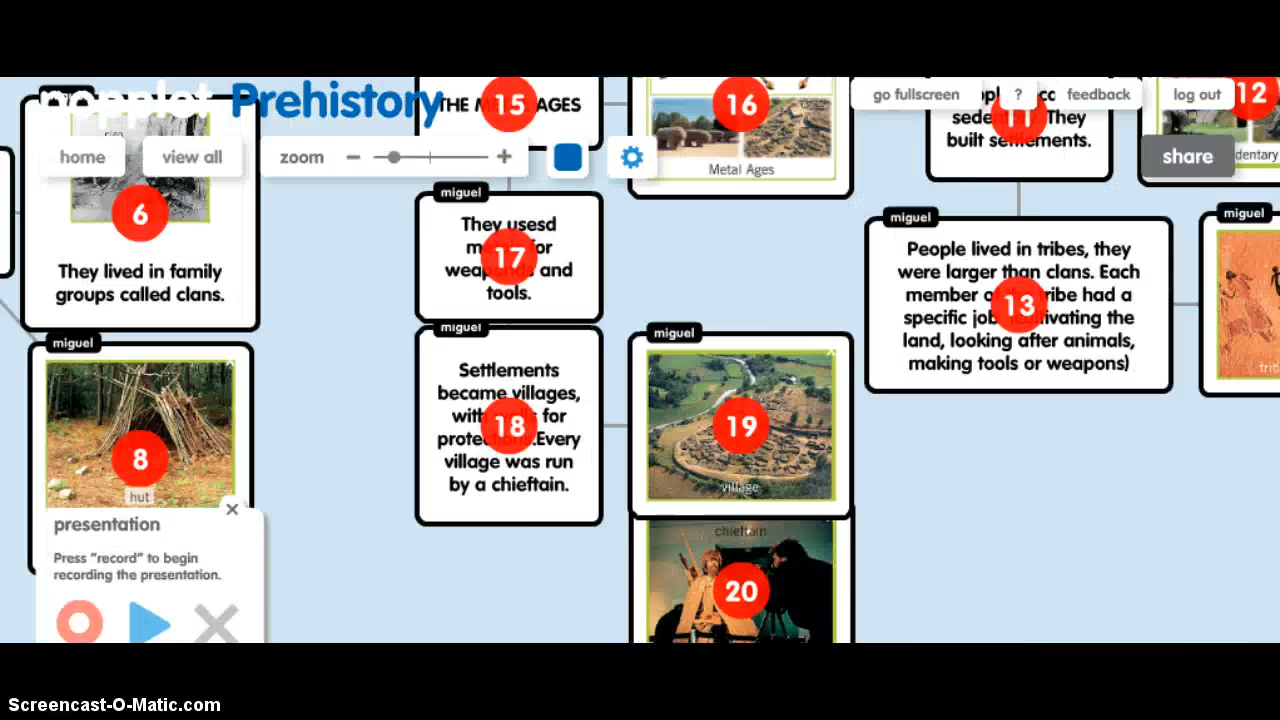 popplet Prehistory
go fullscreen
?
feedback
log out
home
view all
zoom
share
6
They lived in family
groups called clans.
miguel
8
hut
presentation
Press "record" to begin
recording the presentation.
THE AGES
15
16
Metal Ages
miguel
They usesd
for
and
tools.
17
miguel
Settlements
became villages,
with for
Every
village was run
by a chieftain.
18
miguel
19
village
chieftain
20
They
built settlements.
11
12
miguel
People lived in tribes, they
were larger than clans. Each
member tribe had a
specific job the
land, looking after animals,
making tools or weapons)
13
miguel
Screencast-O-Matic.com